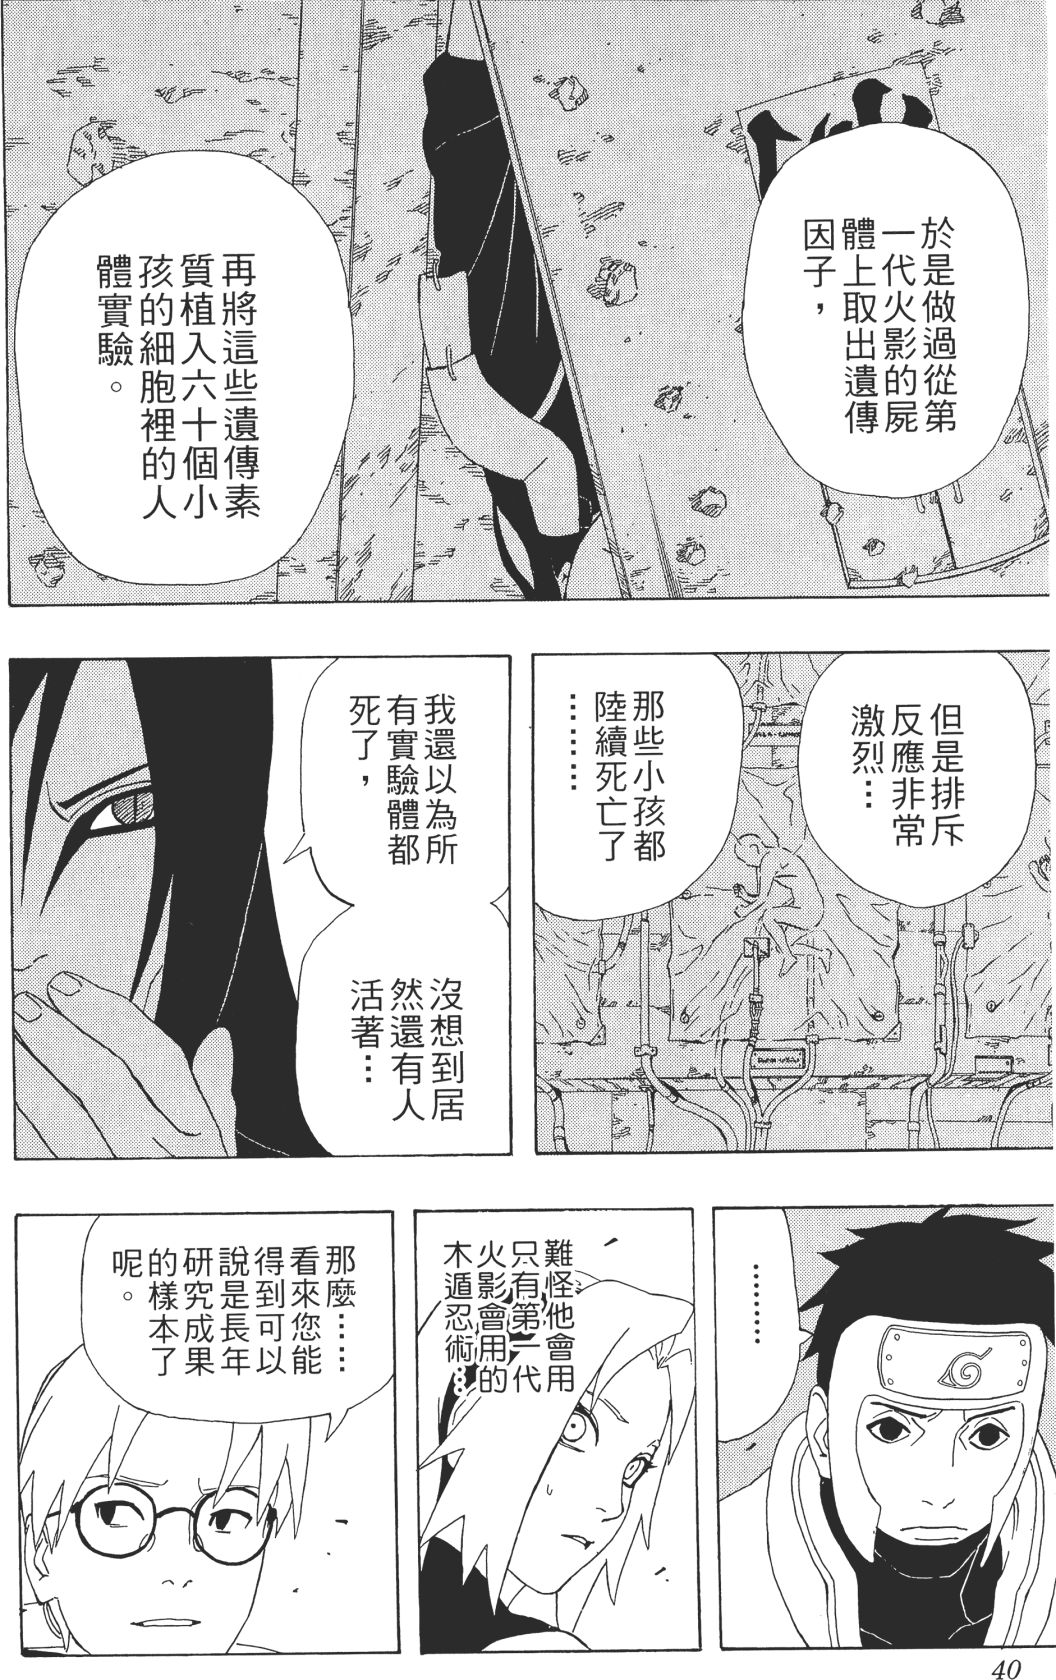 於是做過從第
一代火影的屍
體上取出遺傳
因子，
再將這些遺傳素
質植入六十個小
孩的細胞裡的人
體實驗。
但是排斥
反應非常
激烈…
那些小孩都
陸續死亡了
………
我還以為所
有實驗體都
死了，
沒想到居
然還有人
活著…
………
難怪他會用
只有第一代
火影會用的
木遁忍術…
那麼……
看來您能
得到可以
說是長年
研究成果
的樣本了
呢。
40